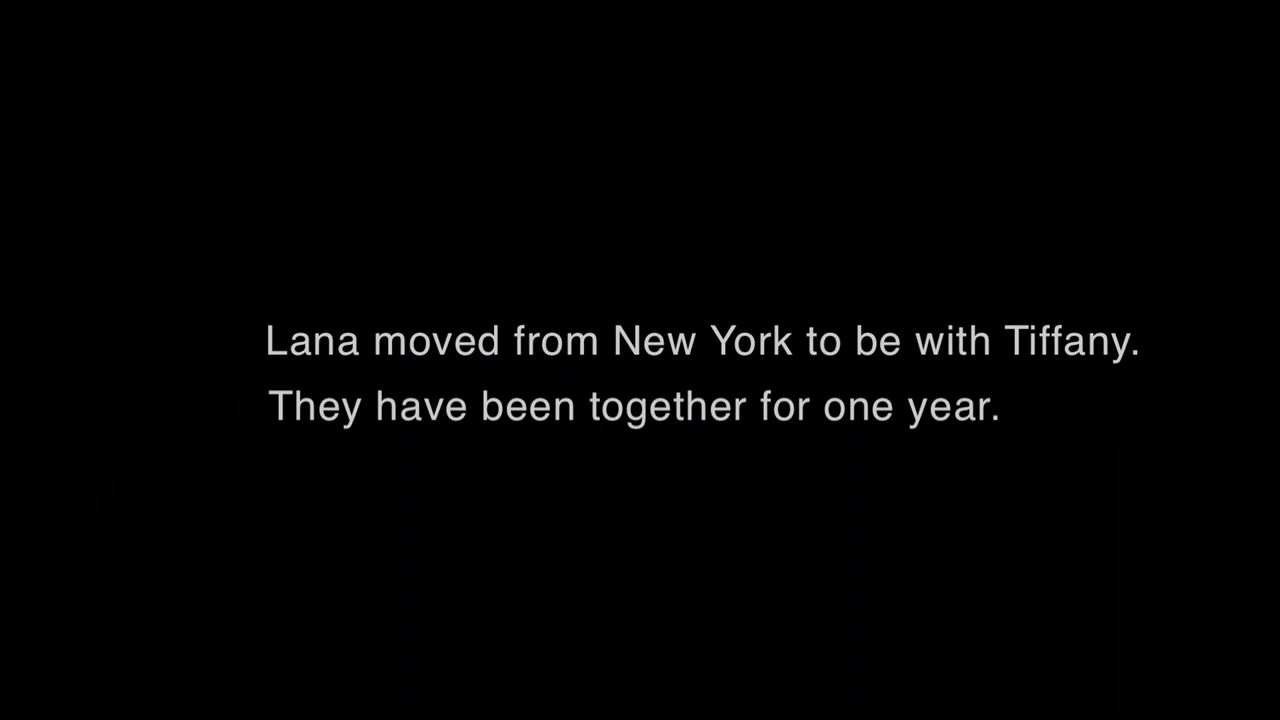 Lana moved from New York to be with Tiffany.
They have been together for one year.